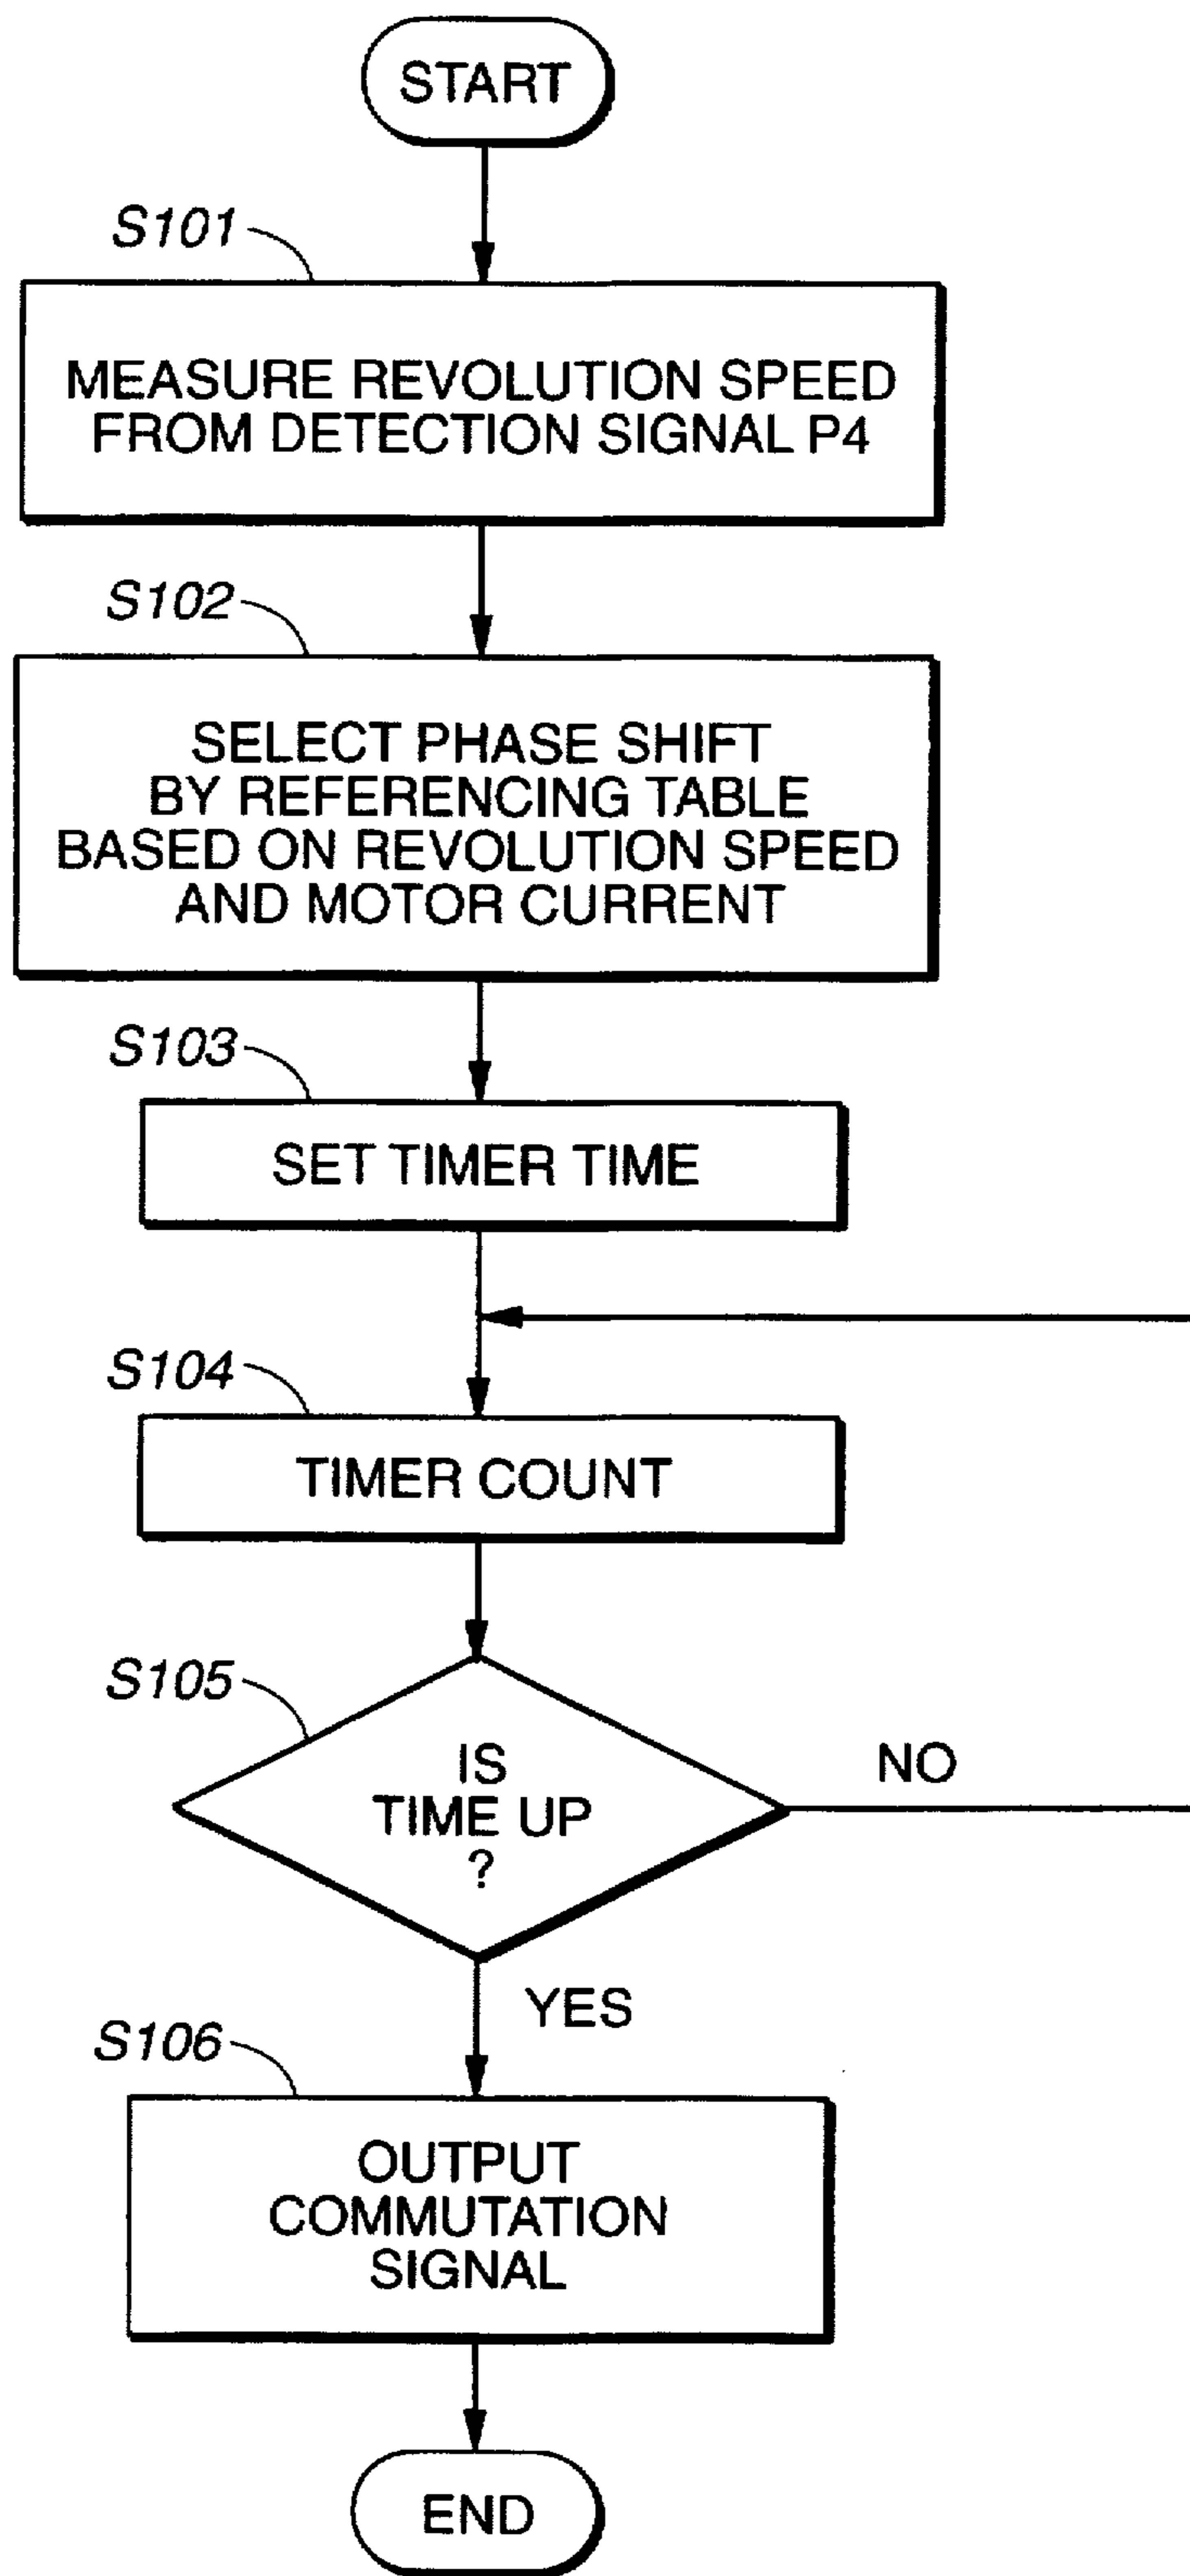 START
S101
MEASURE REVOLUTION SPEED
FROM DETECTION SIGNAL P4
S102
SELECT PHASE SHIFT
BY REFERENCING TABLE
BASED ON REVOLUTION SPEED
AND MOTOR CURRENT
S103
SET TIMER TIME
S104
TIMER COUNT
S105
IS
TIME UP
?
NO
YES
S106
OUTPUT
COMMUTATION
SIGNAL
END